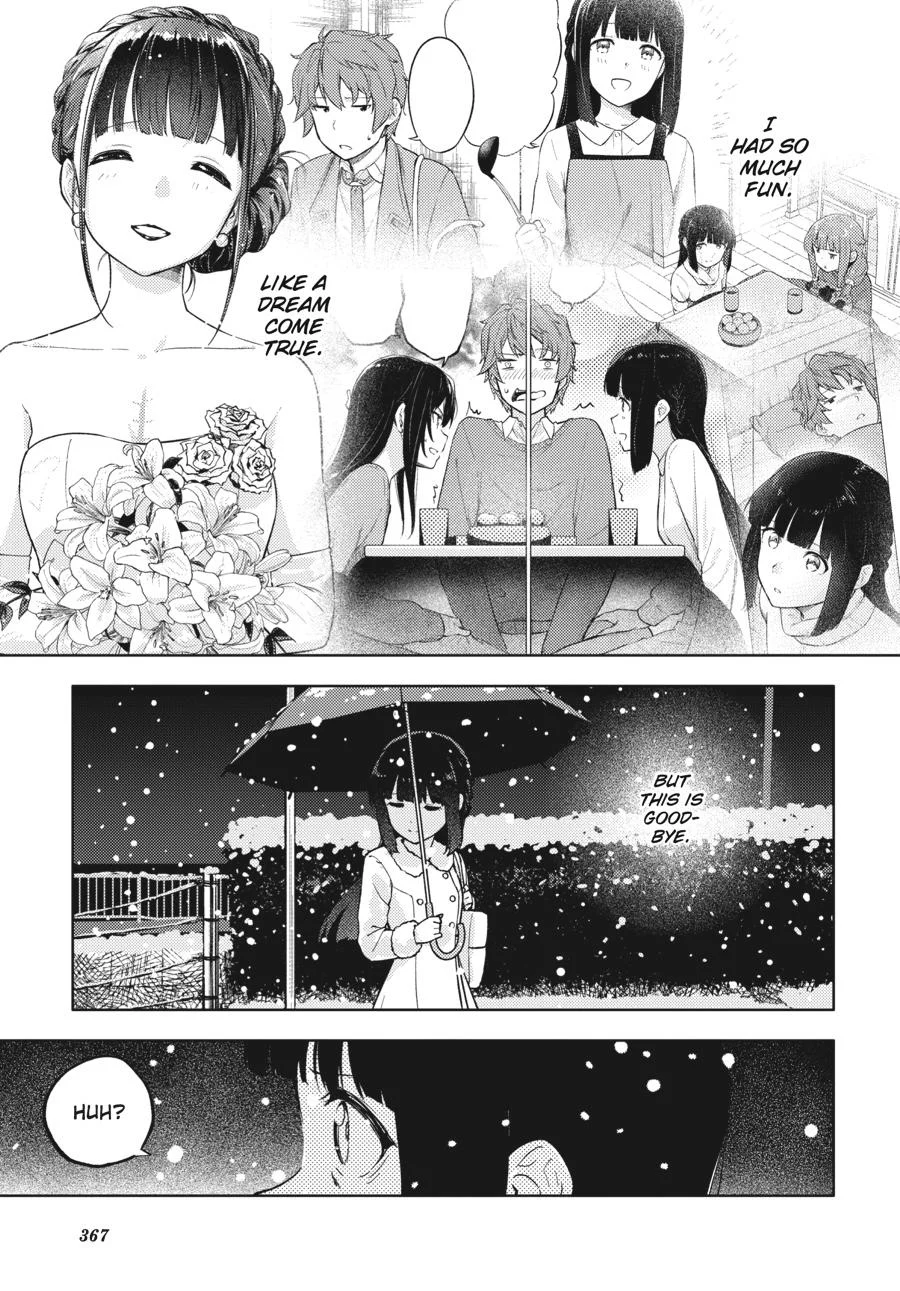 I
HAD SO
MUCH
FUN.
LIKE A
DREAM
COME
TRUE.
BUT
THIS IS
GOOD-
BYE.
HUH?
367